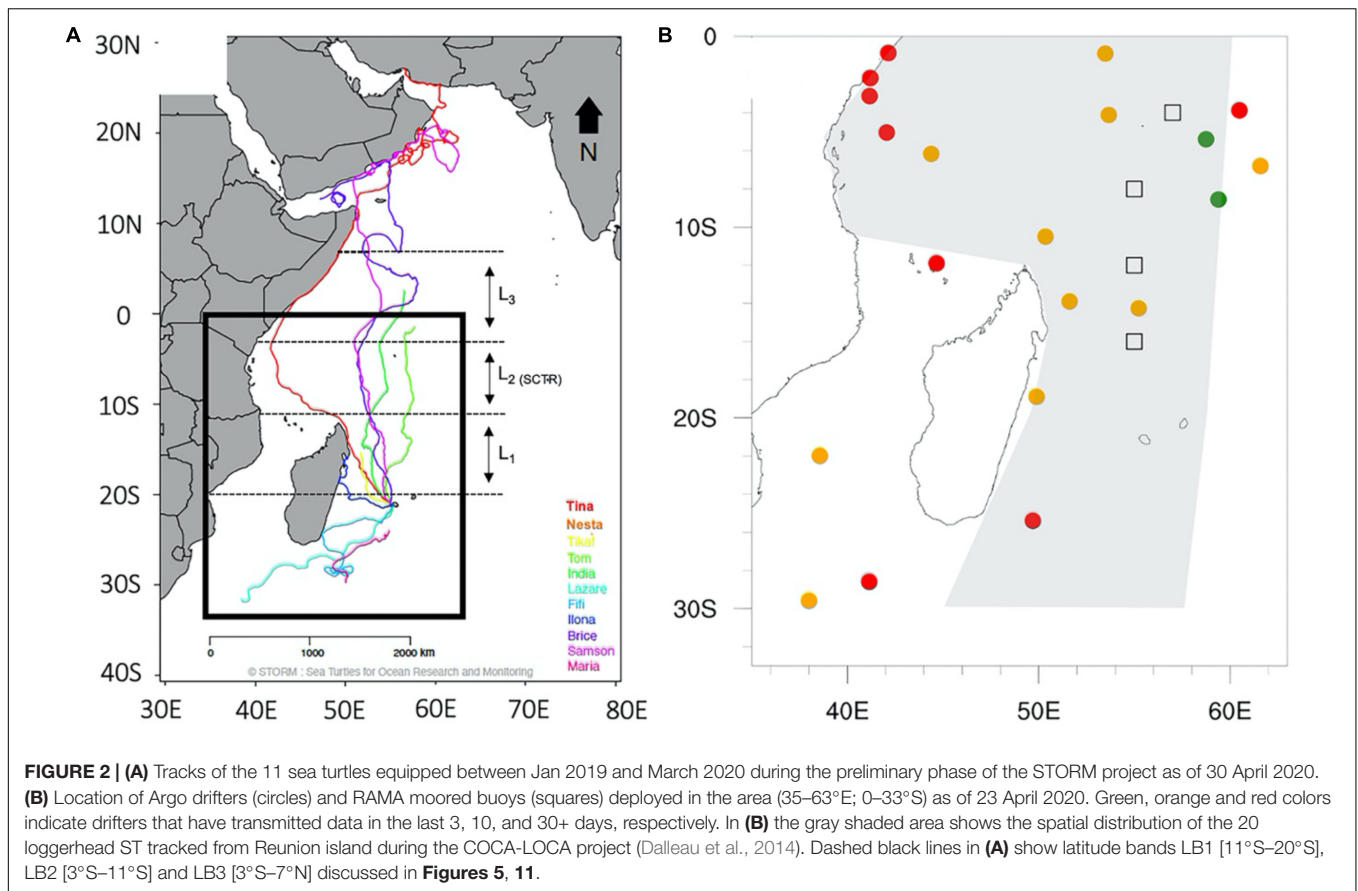 A
30N
20N
10N
0
10S
20S
30S
40S
30E 40E 50E 60E 70E 80E
N
L3
L2 (SCTR)
L1
Tina
Nesta
Tikaf
Tom
India
Lazare
Fifi
Ilona
Brice
Samson
Maria
0 1000 2000 km
© STORM : Sea Turtles for Ocean Research and Monitoring
B
0
10S
20S
30S
40E 50E 60E
FIGURE 2 | (A) Tracks of the 11 sea turtles equipped between Jan 2019 and March 2020 during the preliminary phase of the STORM project as of 30 April 2020.
(B) Location of Argo drifters (circles) and RAMA moored buoys (squares) deployed in the area (35–63°E; 0–33°S) as of 23 April 2020. Green, orange and red colors
indicate drifters that have transmitted data in the last 3, 10, and 30+ days, respectively. In (B) the gray shaded area shows the spatial distribution of the 20
loggerhead ST tracked from Reunion island during the COCA-LOCA project (Dalleau et al., 2014). Dashed black lines in (A) show latitude bands LB1 [11°S–20°S],
LB2 [3°S–11°S] and LB3 [3°S–7°N] discussed in Figures 5, 11.